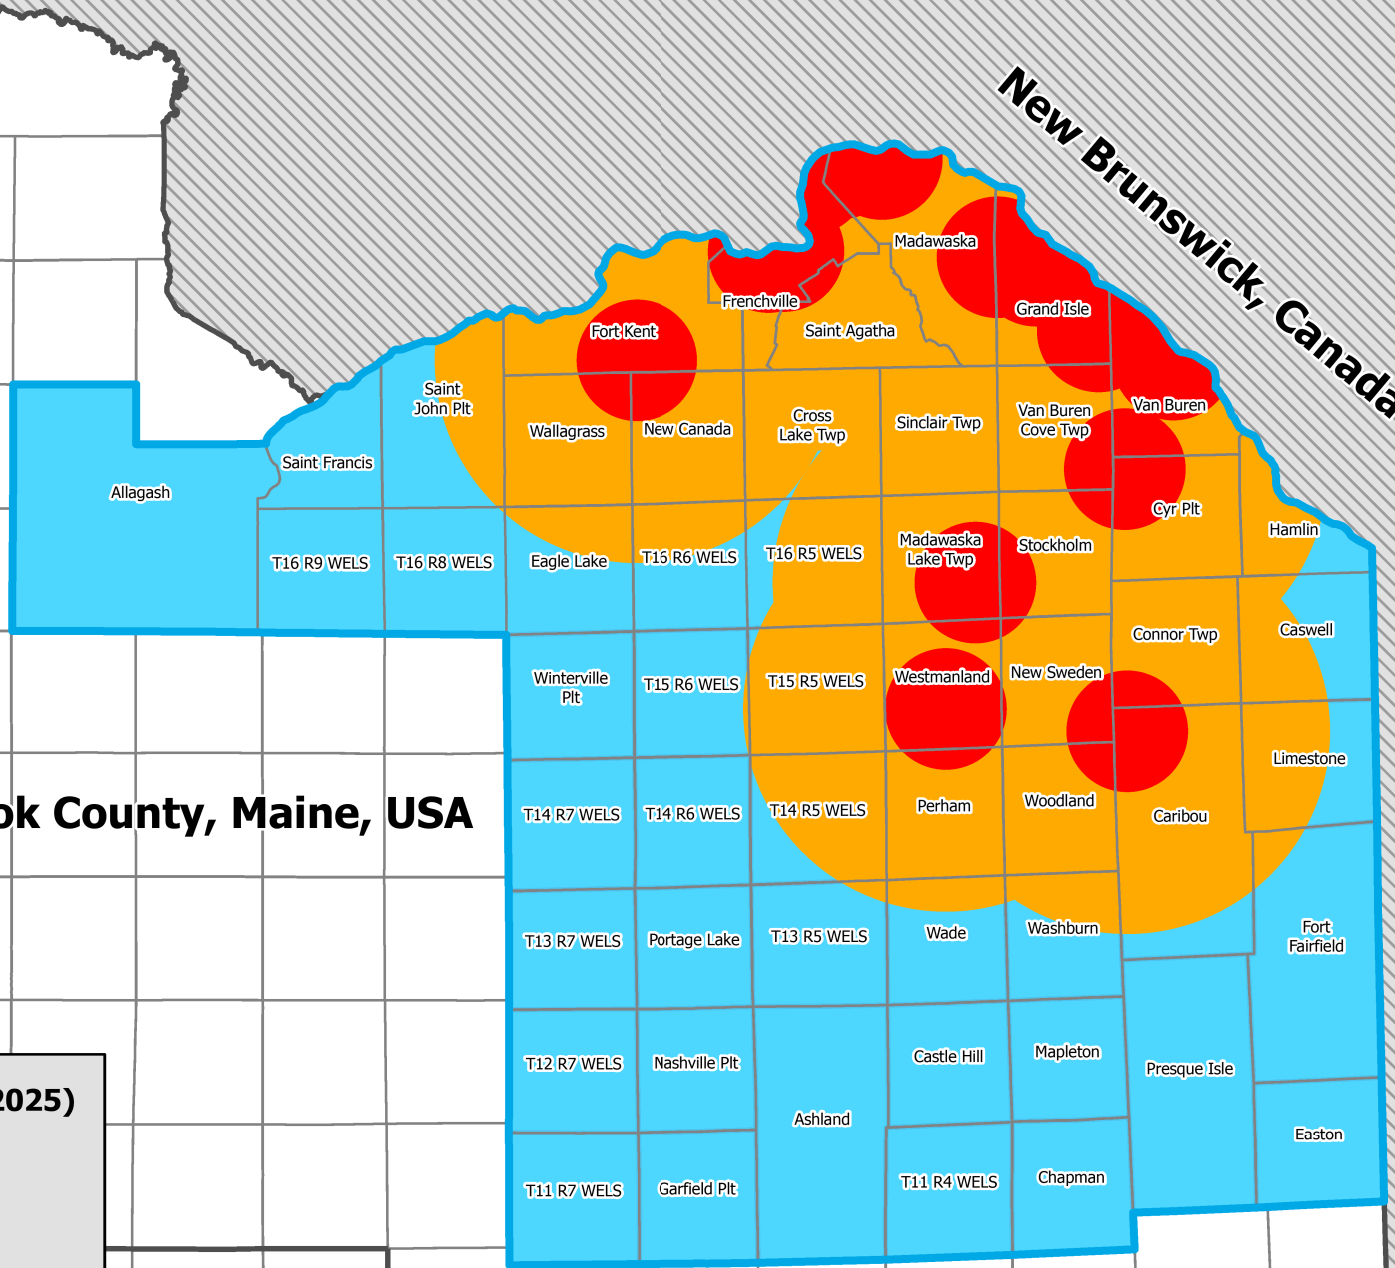 New Brunswick, Canada
Madawaska
Frenchville
Grand Isle
Fort Kent
Saint Agatha
Saint
John Plt
Wallagrass
New Canada
Cross
Lake Twp
Sinclair Twp
Van Buren
Cove Twp
Van Buren
Saint Francis
Allagash
Cyr Plt
Hamlin
T16 R9 WELS
T16 R8 WELS
Eagle Lake
T16 R6 WELS
T16 R5 WELS
Madawaska
Lake Twp
Stockholm
Connor Twp
Caswell
Winterville
Plt
T15 R6 WELS
T15 R5 WELS
Westmanland
New Sweden
Limestone
ok County, Maine, USA
T14 R7 WELS
T14 R6 WELS
T14 R5 WELS
Perham
Woodland
Caribou
T13 R7 WELS
Portage Lake
T13 R5 WELS
Wade
Washburn
Fort
Fairfield
T12 R7 WELS
Nashville Plt
Castle Hill
Mapleton
Presque Isle
2025)
Ashland
Easton
T11 R7 WELS
Garfield Plt
T11 R4 WELS
Chapman